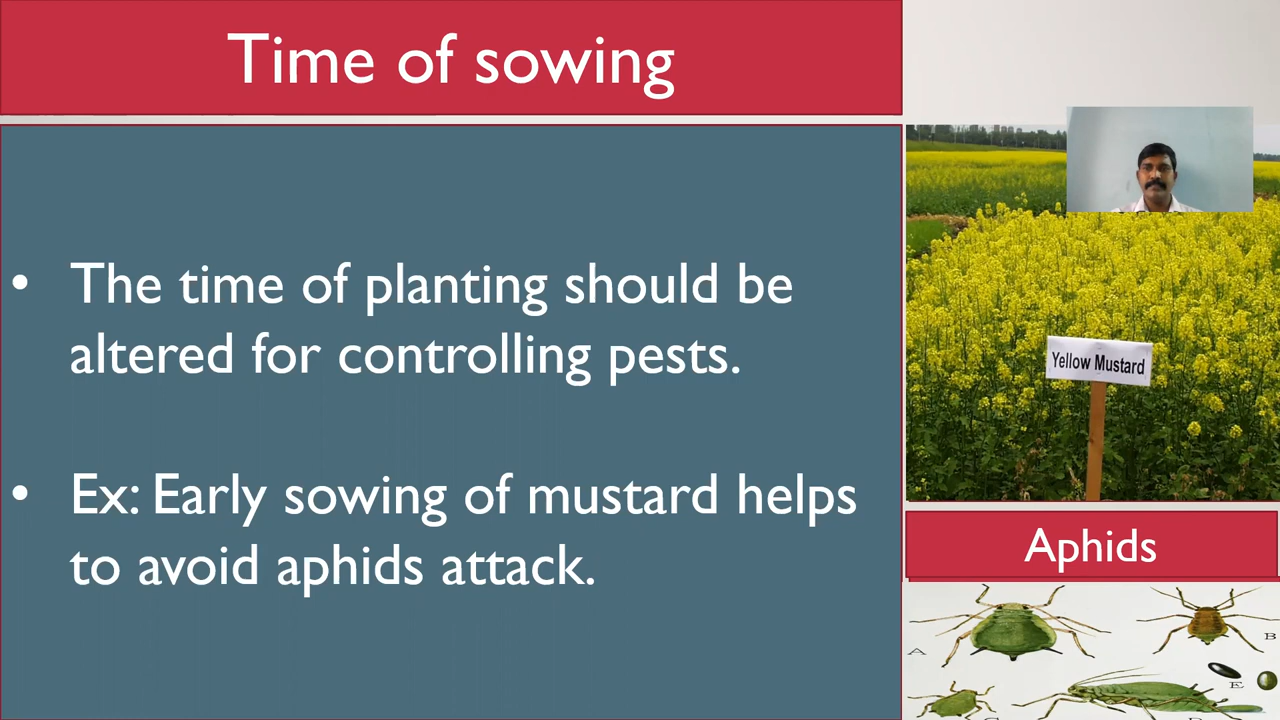 Time of sowing
• The time of planting should be
altered for controlling pests.
• Ex: Early sowing of mustard helps
to avoid aphids attack.
Yellow Mustard
Aphids
A
B
E